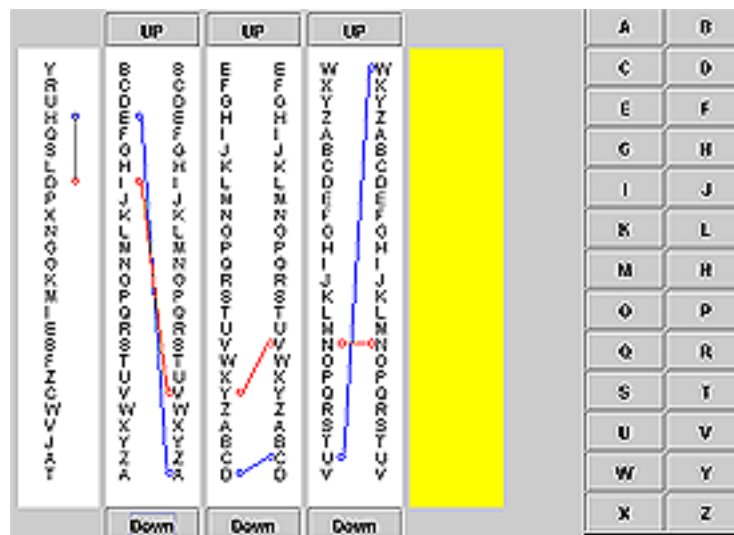 UP UP UP
Y B B E E W W
R C C F F X X
U D D G G Y Y
H E E H H Z Z
Q F F I I A A
S G G J J B B
L H H K K C C
D I I L L D D
P J J M M E E
X K K N N F F
N L L O O G G
G M M P P H H
O N N Q Q I I
K O O R R J J
M P P S S K K
I Q Q T T L L
E R R U U M M
B S S V V N N
F T T W W O O
Z U U X X P P
C V V Y Y Q Q
W W W Z Z R R
V X X A A S S
J Y Y B B T T
A Z Z C C U U
T A A D D V V
Down Down Down
A B
C D
E F
G H
I J
K L
M N
O P
Q R
S T
U V
W Y
X Z